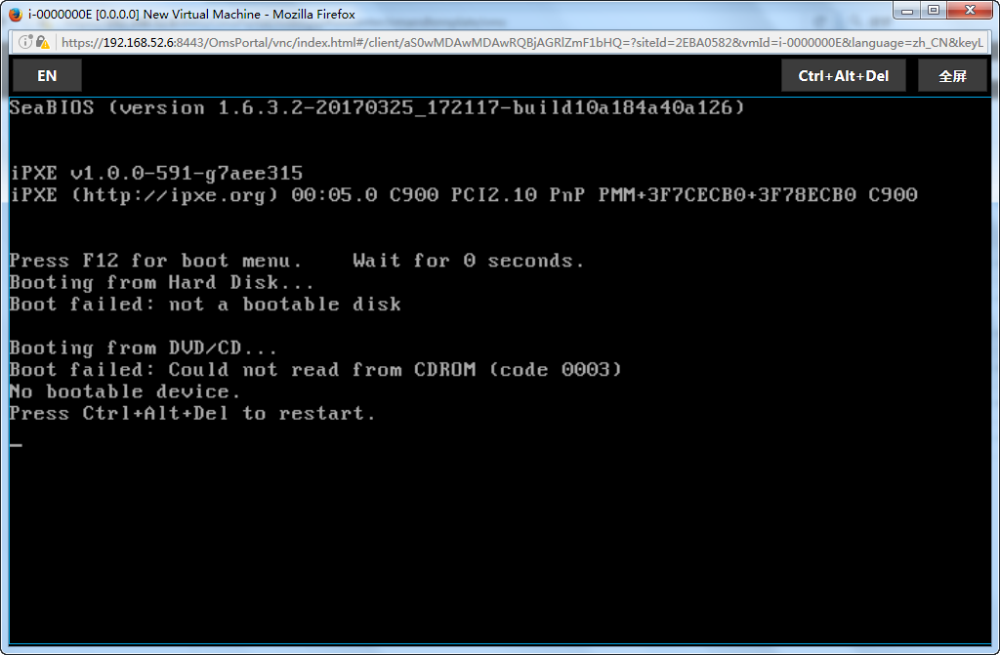 i-0000000E [0.0.0.0] New Virtual Machine - Mozilla Firefox
https://192.168.52.6:8443/OmsPortal/vnc/index.html#/client/aS0wMDAwMDAwRQBjAGRlZmF1bHQ=?siteId=2EBA0582&vmId=i-0000000E&language=zh_CN&keyL
EN Ctrl+Alt+Del 全屏
SeaBIOS (version 1.6.3.2-20170325_172117-build10a184a40a126)
iPXE v1.0.0-591-g7aee315
iPXE (http://ipxe.org) 00:05.0 C900 PCI2.10 PnP PMM+3F7CECB0+3F78ECB0 C900
Press F12 for boot menu.    Wait for 0 seconds.
Booting from Hard Disk...
Boot failed: not a bootable disk
Booting from DVD/CD...
Boot failed: Could not read from CDROM (code 0003)
No bootable device.
Press Ctrl+Alt+Del to restart.